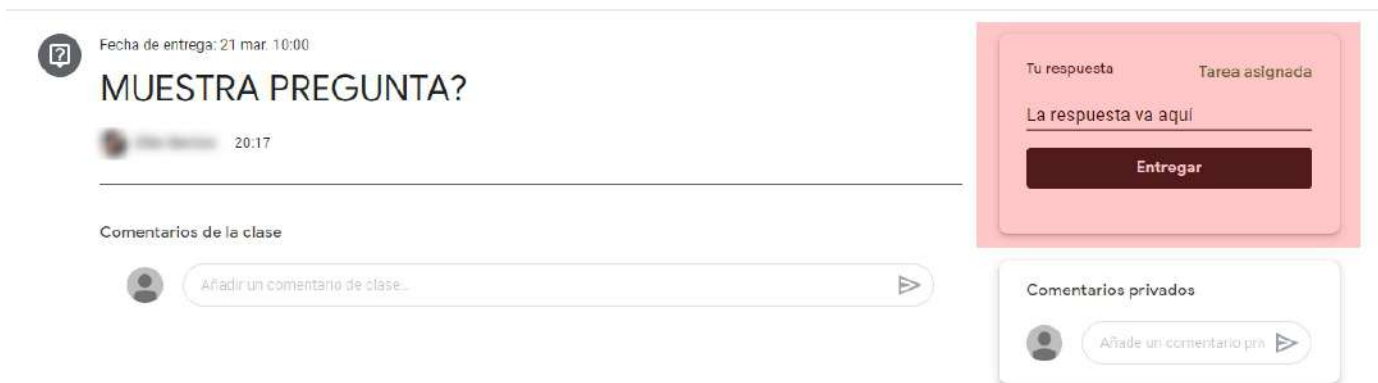 Fecha de entrega: 21 mar. 10:00
MUESTRA PREGUNTA?
20:17
Comentarios de la clase
Añadir un comentario de clase...
Tu respuesta
Tarea asignada
La respuesta va aquí
Entregar
Comentarios privados
Añade un comentario pri